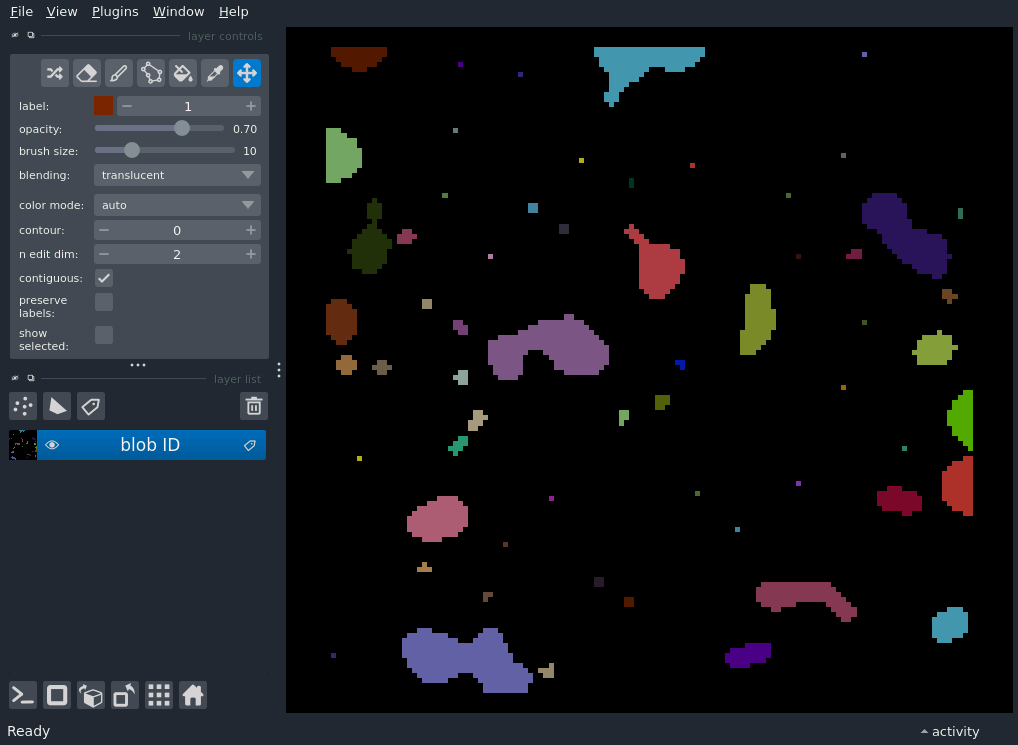 File View Plugins Window Help
layer controls
label: 1
opacity: 0.70
brush size: 10
blending: translucent
color mode: auto
contour: 0
n edit dim: 2
contiguous:
preserve
labels:
show
selected:
layer list
blob ID
Ready
activity